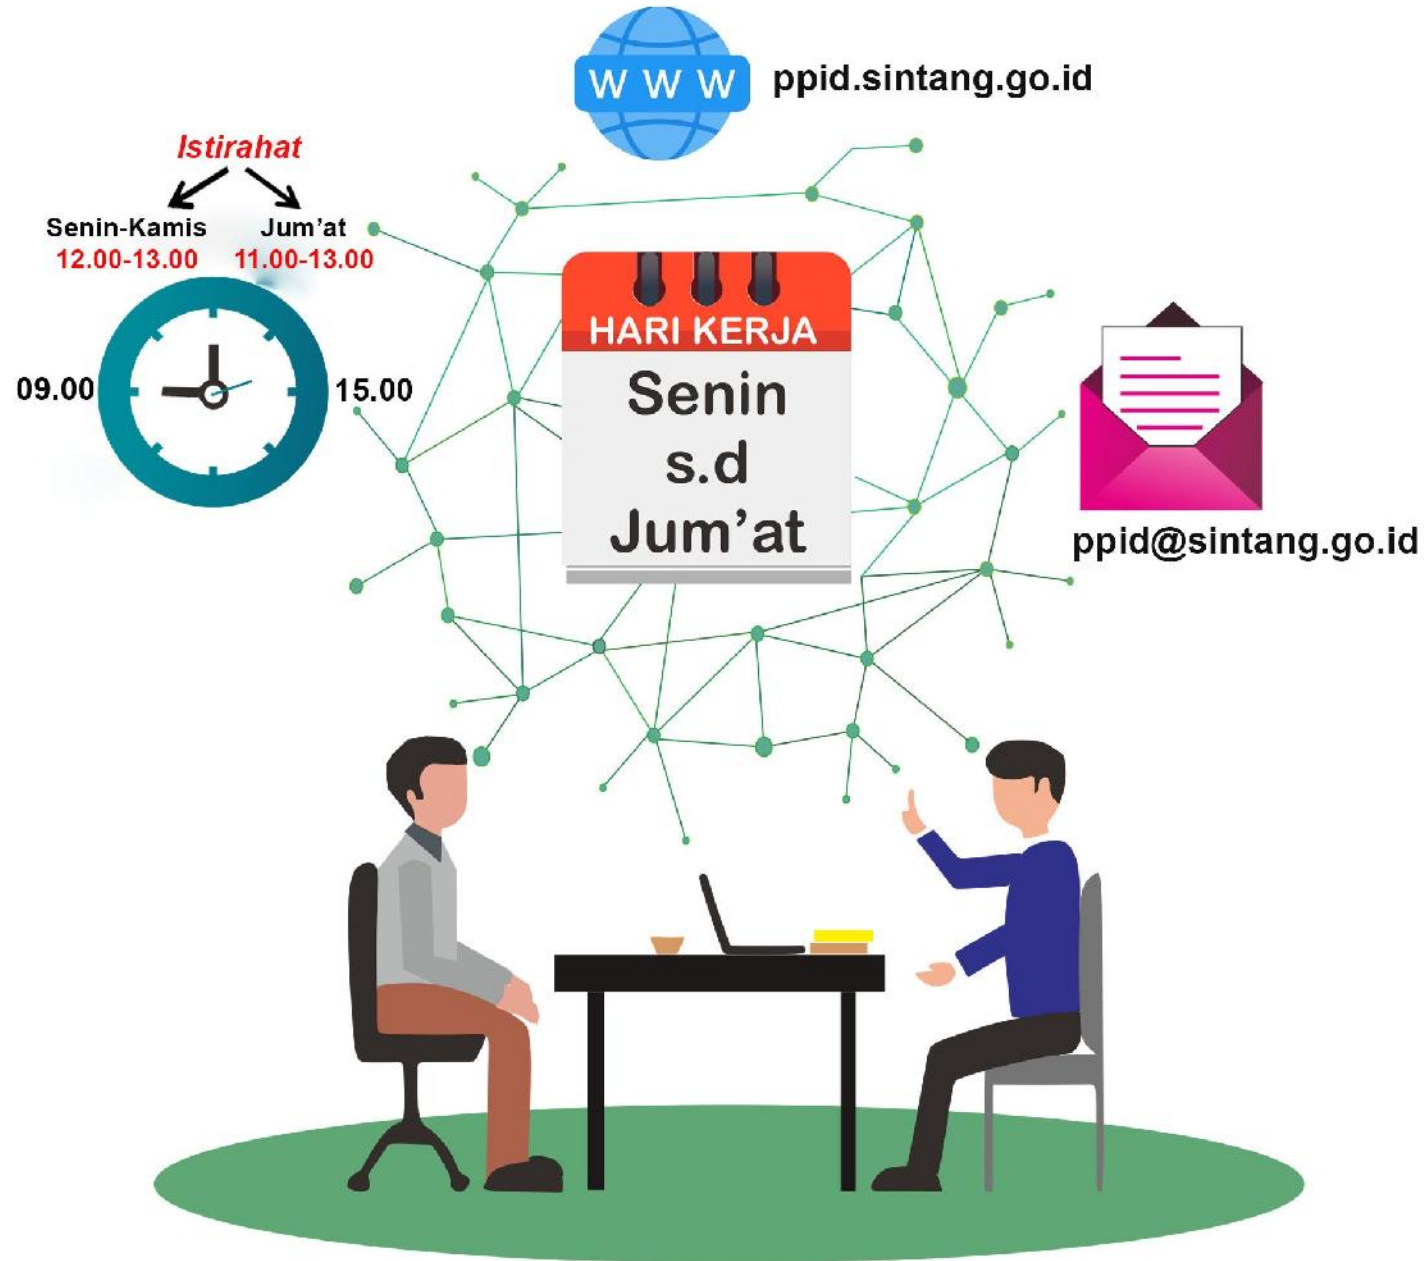 WWW
ppid.sintang.go.id
Istirahat
Senin-Kamis Jum’at
12.00-13.00 11.00-13.00
09.00 15.00
HARI KERJA
Senin
s.d
Jum’at
ppid@sintang.go.id